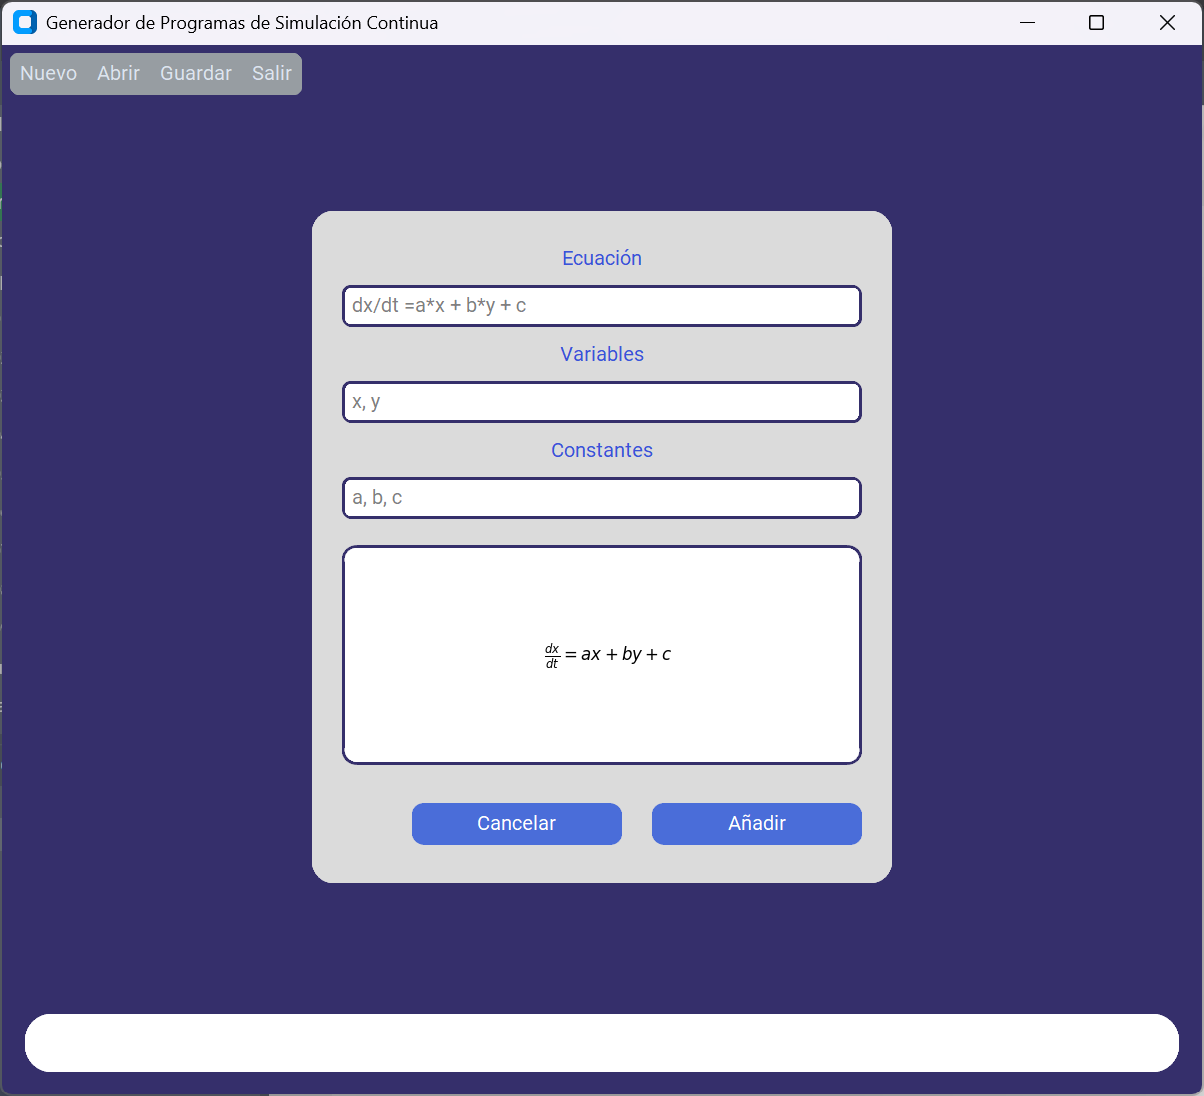 Generador de Programas de Simulación Continua
Nuevo Abrir Guardar Salir
Ecuación
dx/dt =a*x + b*y + c
Variables
x, y
Constantes
a, b, c
dx/dt = ax + by + c
Cancelar Añadir